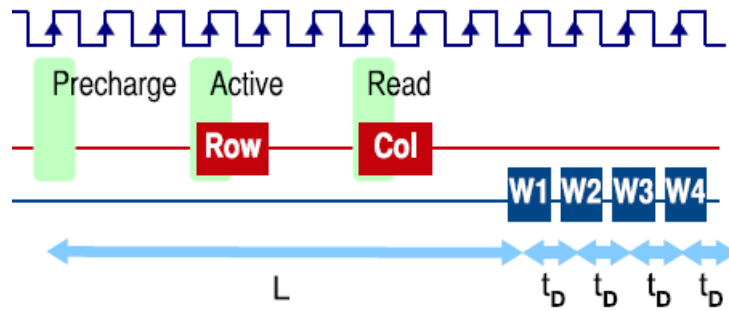 Precharge Active Read
Row Col
W1 W2 W3 W4
L tD tD tD tD